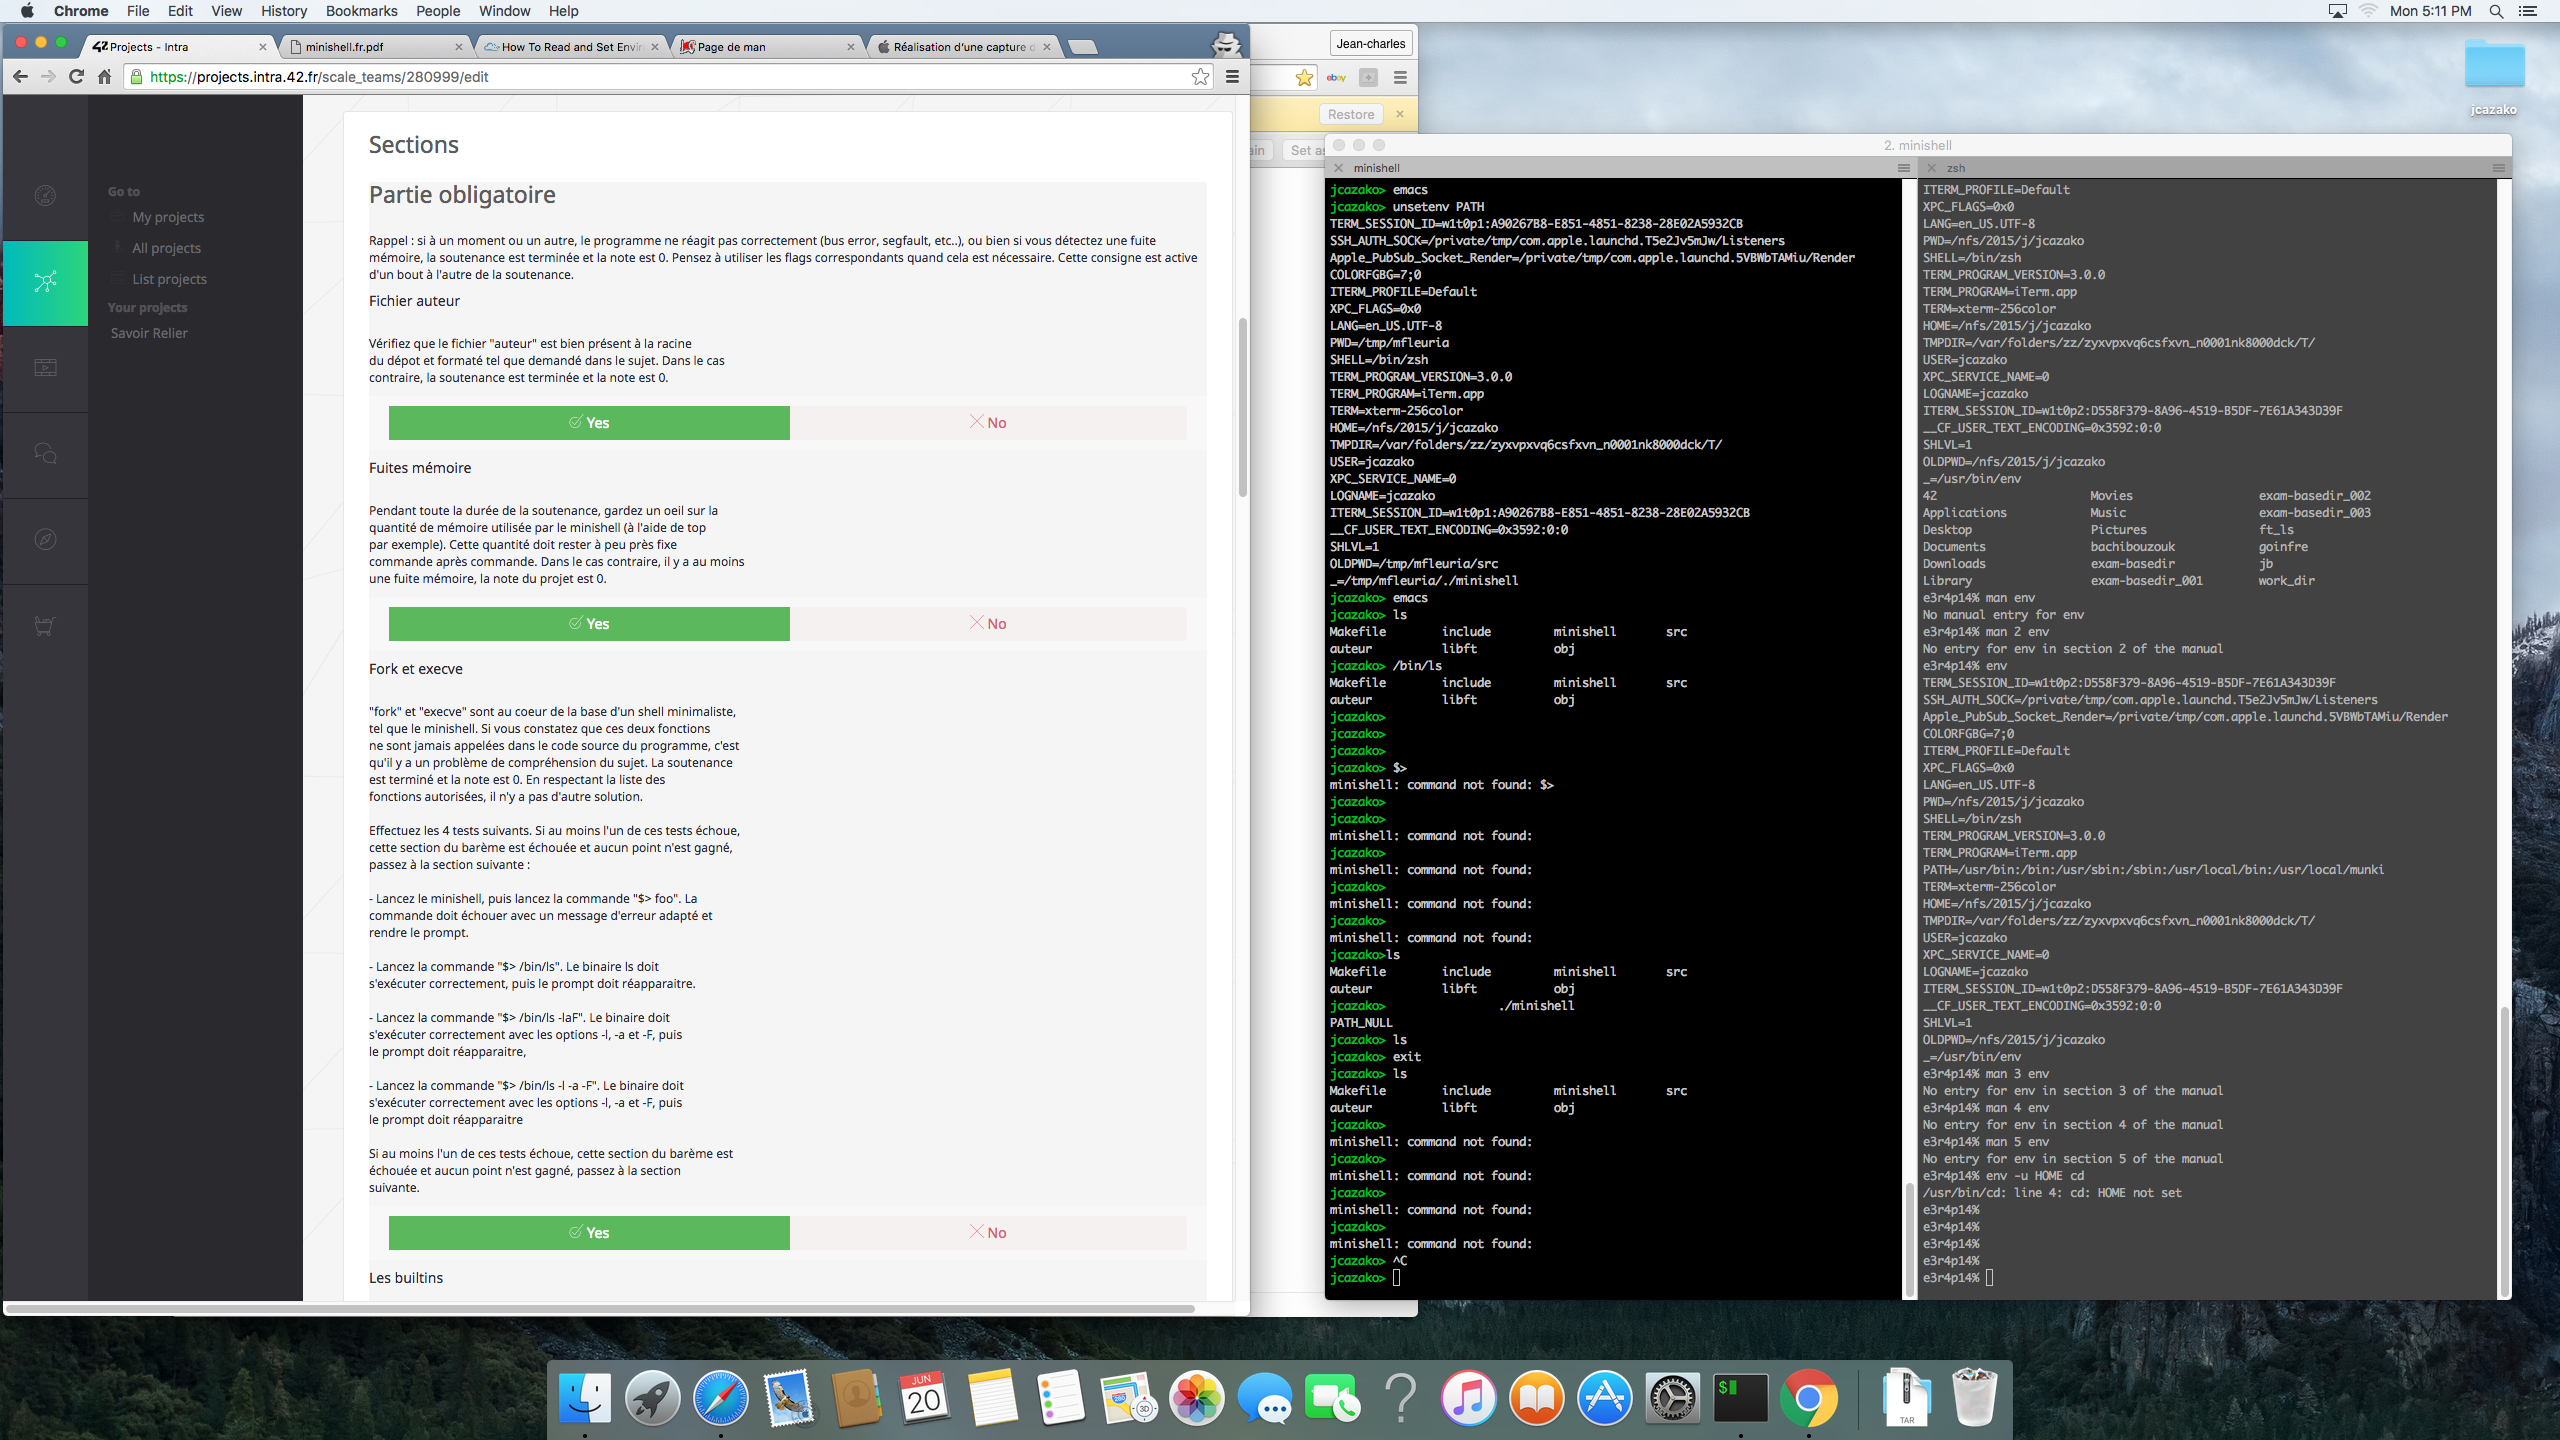 Chrome File Edit View History Bookmarks People Window Help
Mon 5:11 PM
Projects - Intra
minishell.fr.pdf
How To Read and Set Envir
Page de man
Réalisation d'une capture d
Jean-charles
https://projects.intra.42.fr/scale_teams/280999/edit
ebay
Restore
ain
Set as
jcazako
Go to
My projects
All projects
List projects
Your projects
Savoir Relier
Sections
Partie obligatoire
Rappel : si à un moment ou un autre, le programme ne réagit pas correctement (bus error, segfault, etc..), ou bien si vous détectez une fuite
mémoire, la soutenance est terminée et la note est 0. Pensez à utiliser les flags correspondants quand cela est nécessaire. Cette consigne est active
d'un bout à l'autre de la soutenance.
Fichier auteur
Vérifiez que le fichier "auteur" est bien présent à la racine
du dépot et formaté tel que demandé dans le sujet. Dans le cas
contraire, la soutenance est terminée et la note est 0.
Yes
No
Fuites mémoire
Pendant toute la durée de la soutenance, gardez un oeil sur la
quantité de mémoire utilisée par le minishell (à l'aide de top
par exemple). Cette quantité doit rester à peu près fixe
commande après commande. Dans le cas contraire, il y a au moins
une fuite mémoire, la note du projet est 0.
Yes
No
Fork et execve
"fork" et "execve" sont au coeur de la base d'un shell minimaliste,
tel que le minishell. Si vous constatez que ces deux fonctions
ne sont jamais appelées dans le code source du programme, c'est
qu'il y a un problème de compréhension du sujet. La soutenance
est terminé et la note est 0. En respectant la liste des
fonctions autorisées, il n'y a pas d'autre solution.
Effectuez les 4 tests suivants. Si au moins l'un de ces tests échoue,
cette section du barème est échouée et aucun point n'est gagné,
passez à la section suivante :
- Lancez le minishell, puis lancez la commande "$> foo". La
commande doit échouer avec un message d'erreur adapté et
rendre le prompt.
- Lancez la commande "$> /bin/ls". Le binaire ls doit
s'exécuter correctement, puis le prompt doit réapparaitre.
- Lancez la commande "$> /bin/ls -laF". Le binaire doit
s'exécuter correctement avec les options -l, -a et -F, puis
le prompt doit réapparaitre,
- Lancez la commande "$> /bin/ls -l -a -F". Le binaire doit
s'exécuter correctement avec les options -l, -a et -F, puis
le prompt doit réapparaitre
Si au moins l'un de ces tests échoue, cette section du barème est
échouée et aucun point n'est gagné, passez à la section
suivante.
Yes
No
Les builtins
2. minishell
minishell
jcazako> emacs
jcazako> unsetenv PATH
TERM_SESSION_ID=w1t0p1:A90267B8-E851-4851-8238-28E02A5932CB
SSH_AUTH_SOCK=/private/tmp/com.apple.launchd.T5e2Jv5mJw/Listeners
Apple_PubSub_Socket_Render=/private/tmp/com.apple.launchd.5VBWbTAMiu/Render
COLORFGBG=7;0
ITERM_PROFILE=Default
XPC_FLAGS=0x0
LANG=en_US.UTF-8
PWD=/tmp/mfleuria
SHELL=/bin/zsh
TERM_PROGRAM_VERSION=3.0.0
TERM_PROGRAM=iTerm.app
TERM=xterm-256color
HOME=/nfs/2015/j/jcazako
TMPDIR=/var/folders/zz/zyxvpxvq6csfxvn_n0001nk8000dck/T/
USER=jcazako
XPC_SERVICE_NAME=0
LOGNAME=jcazako
ITERM_SESSION_ID=w1t0p1:A90267B8-E851-4851-8238-28E02A5932CB
__CF_USER_TEXT_ENCODING=0x3592:0:0
SHLVL=1
OLDPWD=/tmp/mfleuria/src
_=/tmp/mfleuria/./minishell
jcazako> emacs
jcazako> ls
Makefile include minishell src
auteur libft obj
jcazako> /bin/ls
Makefile include minishell src
auteur libft obj
jcazako>
jcazako>
jcazako>
jcazako> $>
minishell: command not found: $>
jcazako>
jcazako>
minishell: command not found:
jcazako>
minishell: command not found:
jcazako>
minishell: command not found:
jcazako>
minishell: command not found:
jcazako>ls
Makefile include minishell src
auteur libft obj
jcazako> ./minishell
PATH_NULL
jcazako> ls
jcazako> exit
jcazako> ls
Makefile include minishell src
auteur libft obj
jcazako>
minishell: command not found:
jcazako>
minishell: command not found:
jcazako>
minishell: command not found:
jcazako>
minishell: command not found:
jcazako> ^C
jcazako>
zsh
ITERM_PROFILE=Default
XPC_FLAGS=0x0
LANG=en_US.UTF-8
PWD=/nfs/2015/j/jcazako
SHELL=/bin/zsh
TERM_PROGRAM_VERSION=3.0.0
TERM_PROGRAM=iTerm.app
TERM=xterm-256color
HOME=/nfs/2015/j/jcazako
TMPDIR=/var/folders/zz/zyxvpxvq6csfxvn_n0001nk8000dck/T/
USER=jcazako
XPC_SERVICE_NAME=0
LOGNAME=jcazako
ITERM_SESSION_ID=w1t0p2:D558F379-8A96-4519-B5DF-7E61A343D39F
__CF_USER_TEXT_ENCODING=0x3592:0:0
SHLVL=1
OLDPWD=/nfs/2015/j/jcazako
_=/usr/bin/env
42 Movies exam-basedir_002
Applications Music exam-basedir_003
Desktop Pictures ft_ls
Documents bachibouzouk goinfre
Downloads exam-basedir jb
Library exam-basedir_001 work_dir
e3r4p14% man env
No manual entry for env
e3r4p14% man 2 env
No entry for env in section 2 of the manual
e3r4p14% env
TERM_SESSION_ID=w1t0p2:D558F379-8A96-4519-B5DF-7E61A343D39F
SSH_AUTH_SOCK=/private/tmp/com.apple.launchd.T5e2Jv5mJw/Listeners
Apple_PubSub_Socket_Render=/private/tmp/com.apple.launchd.5VBWbTAMiu/Render
COLORFGBG=7;0
ITERM_PROFILE=Default
XPC_FLAGS=0x0
LANG=en_US.UTF-8
PWD=/nfs/2015/j/jcazako
SHELL=/bin/zsh
TERM_PROGRAM_VERSION=3.0.0
TERM_PROGRAM=iTerm.app
PATH=/usr/bin:/bin:/usr/sbin:/sbin:/usr/local/bin:/usr/local/munki
TERM=xterm-256color
HOME=/nfs/2015/j/jcazako
TMPDIR=/var/folders/zz/zyxvpxvq6csfxvn_n0001nk8000dck/T/
USER=jcazako
XPC_SERVICE_NAME=0
LOGNAME=jcazako
ITERM_SESSION_ID=w1t0p2:D558F379-8A96-4519-B5DF-7E61A343D39F
__CF_USER_TEXT_ENCODING=0x3592:0:0
SHLVL=1
OLDPWD=/nfs/2015/j/jcazako
_=/usr/bin/env
e3r4p14% man 3 env
No entry for env in section 3 of the manual
e3r4p14% man 4 env
No entry for env in section 4 of the manual
e3r4p14% man 5 env
No entry for env in section 5 of the manual
e3r4p14% env -u HOME cd
/usr/bin/cd: line 4: cd: HOME not set
e3r4p14%
e3r4p14%
e3r4p14%
e3r4p14%
e3r4p14%
JUN
20
3D
$
TAR